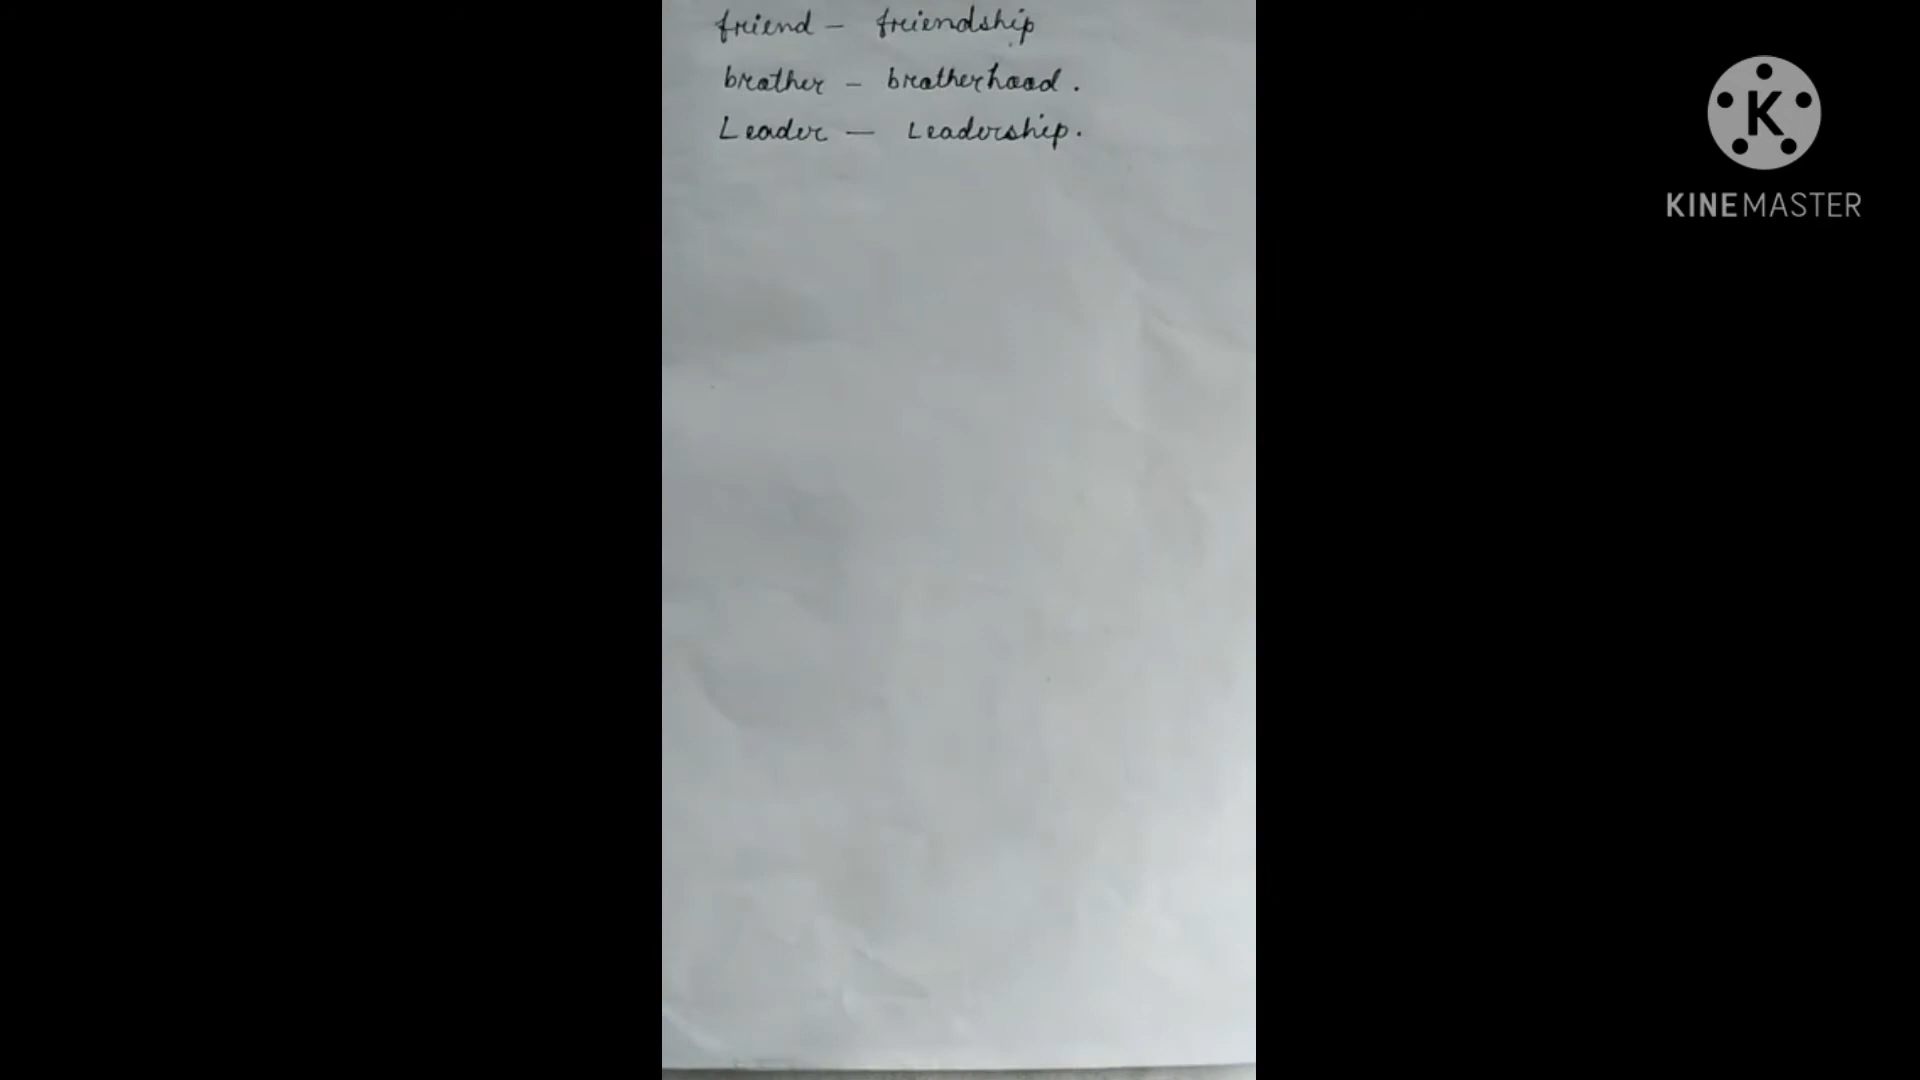 friend - friendship
brother - brotherhood.
Leader - Leadership.
K
KINEMASTER